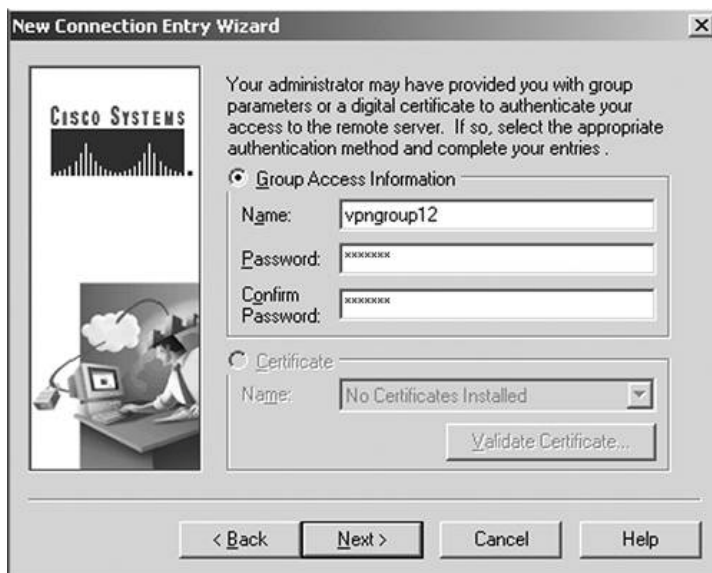 New Connection Entry Wizard
CISCO SYSTEMS
Your administrator may have provided you with group
parameters or a digital certificate to authenticate your
access to the remote server. If so, select the appropriate
authentication method and complete your entries .
Group Access Information
Name: vpngroup12
Password: xxxxxxx
Confirm
Password: xxxxxxx
Certificate
Name: No Certificates Installed
Validate Certificate...
< Back Next > Cancel Help